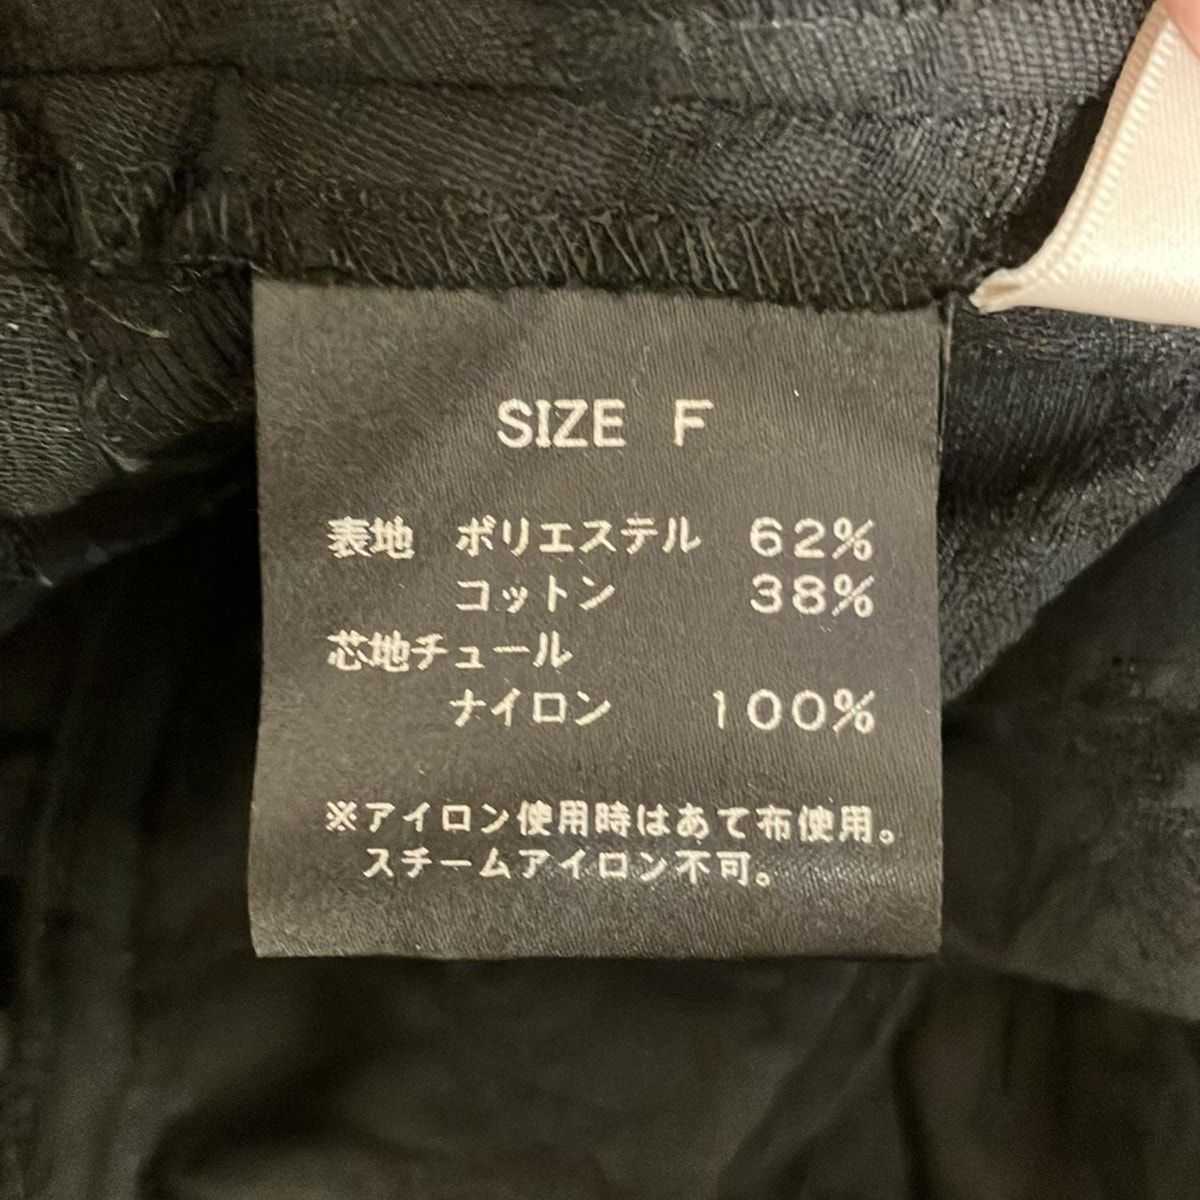 SIZE F
表地 ポリエステル 62%
コットン 38%
芯地チュール
ナイロン 100%
※アイロン使用時はあて布使用。
スチームアイロン不可。